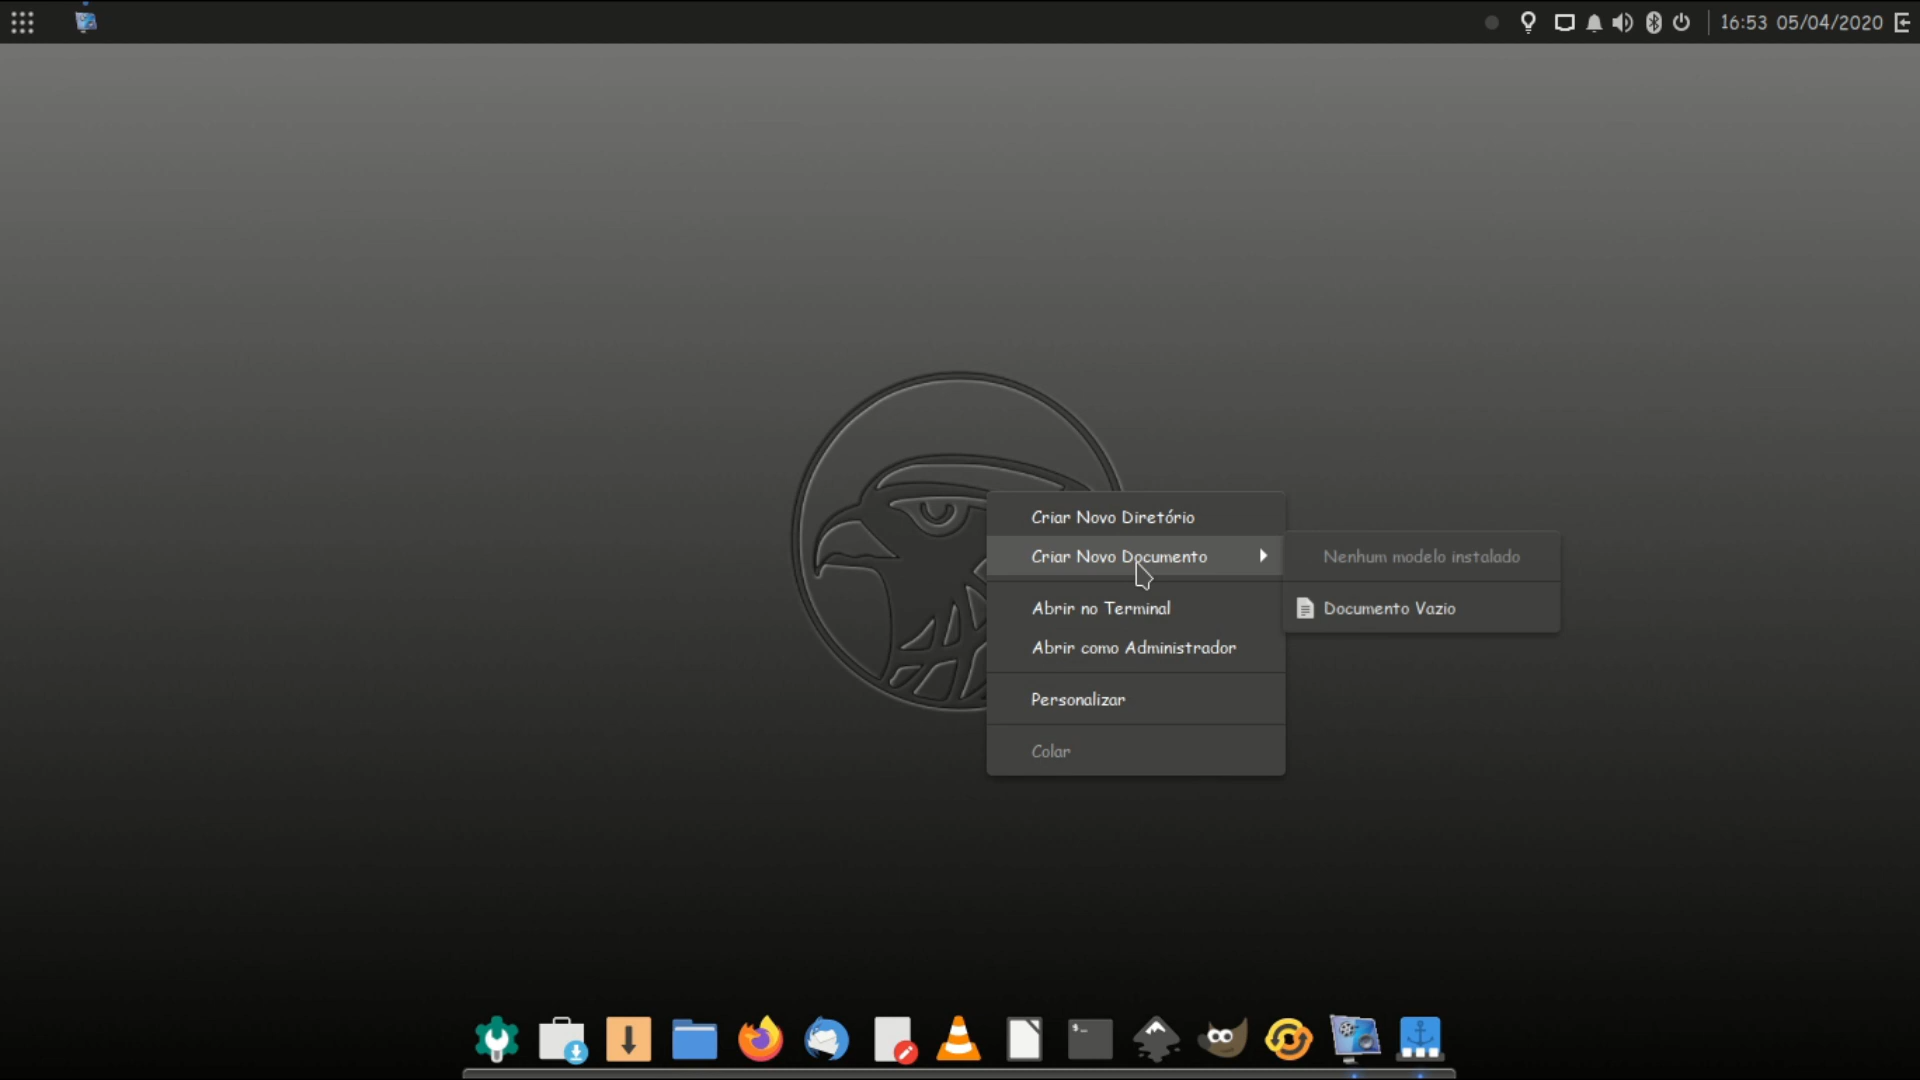 16:53 05/04/2020
Criar Novo Diretório
Criar Novo Documento
Nenhum modelo instalado
Abrir no Terminal
Documento Vazio
Abrir como Administrador
Personalizar
Colar